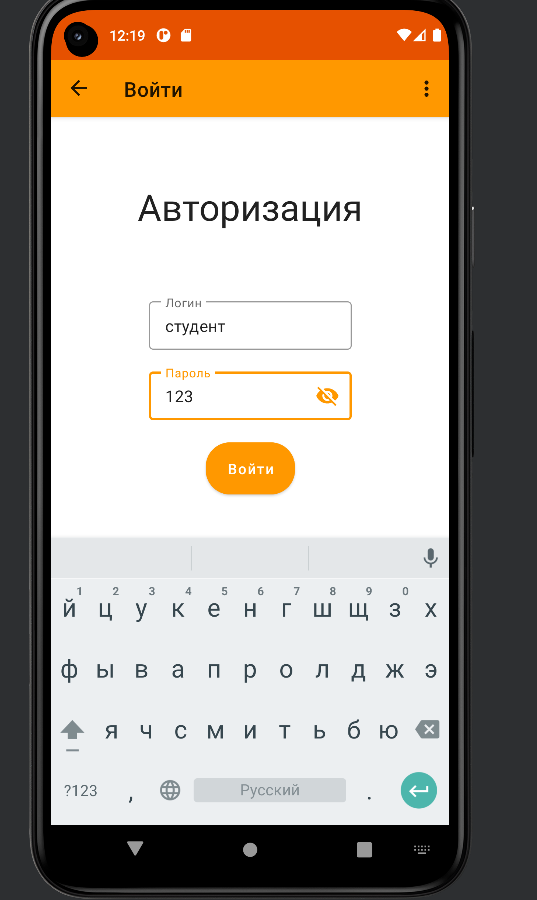 12:19
Войти
Авторизация
Логин
студент
Пароль
123
Войти
1 2 3 4 5 6 7 8 9 0
й ц у к е н г ш щ з х
ф ы в а п р о л д ж э
я ч с м и т ь б ю
?123 , Русский .